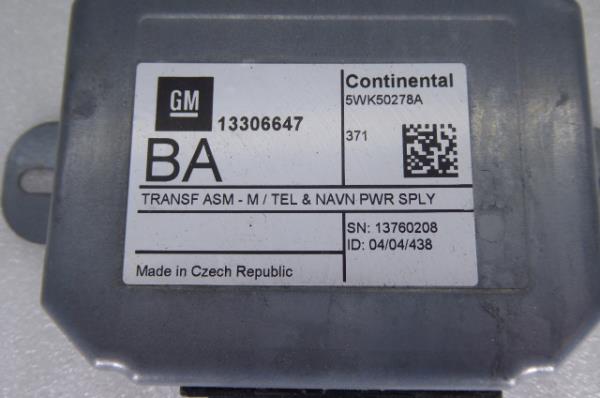 GM
13306647
BA
Continental
5WK50278A
371
TRANSF ASM - M / TEL & NAVN PWR SPLY
SN: 13760208
ID: 04/04/438
Made in Czech Republic